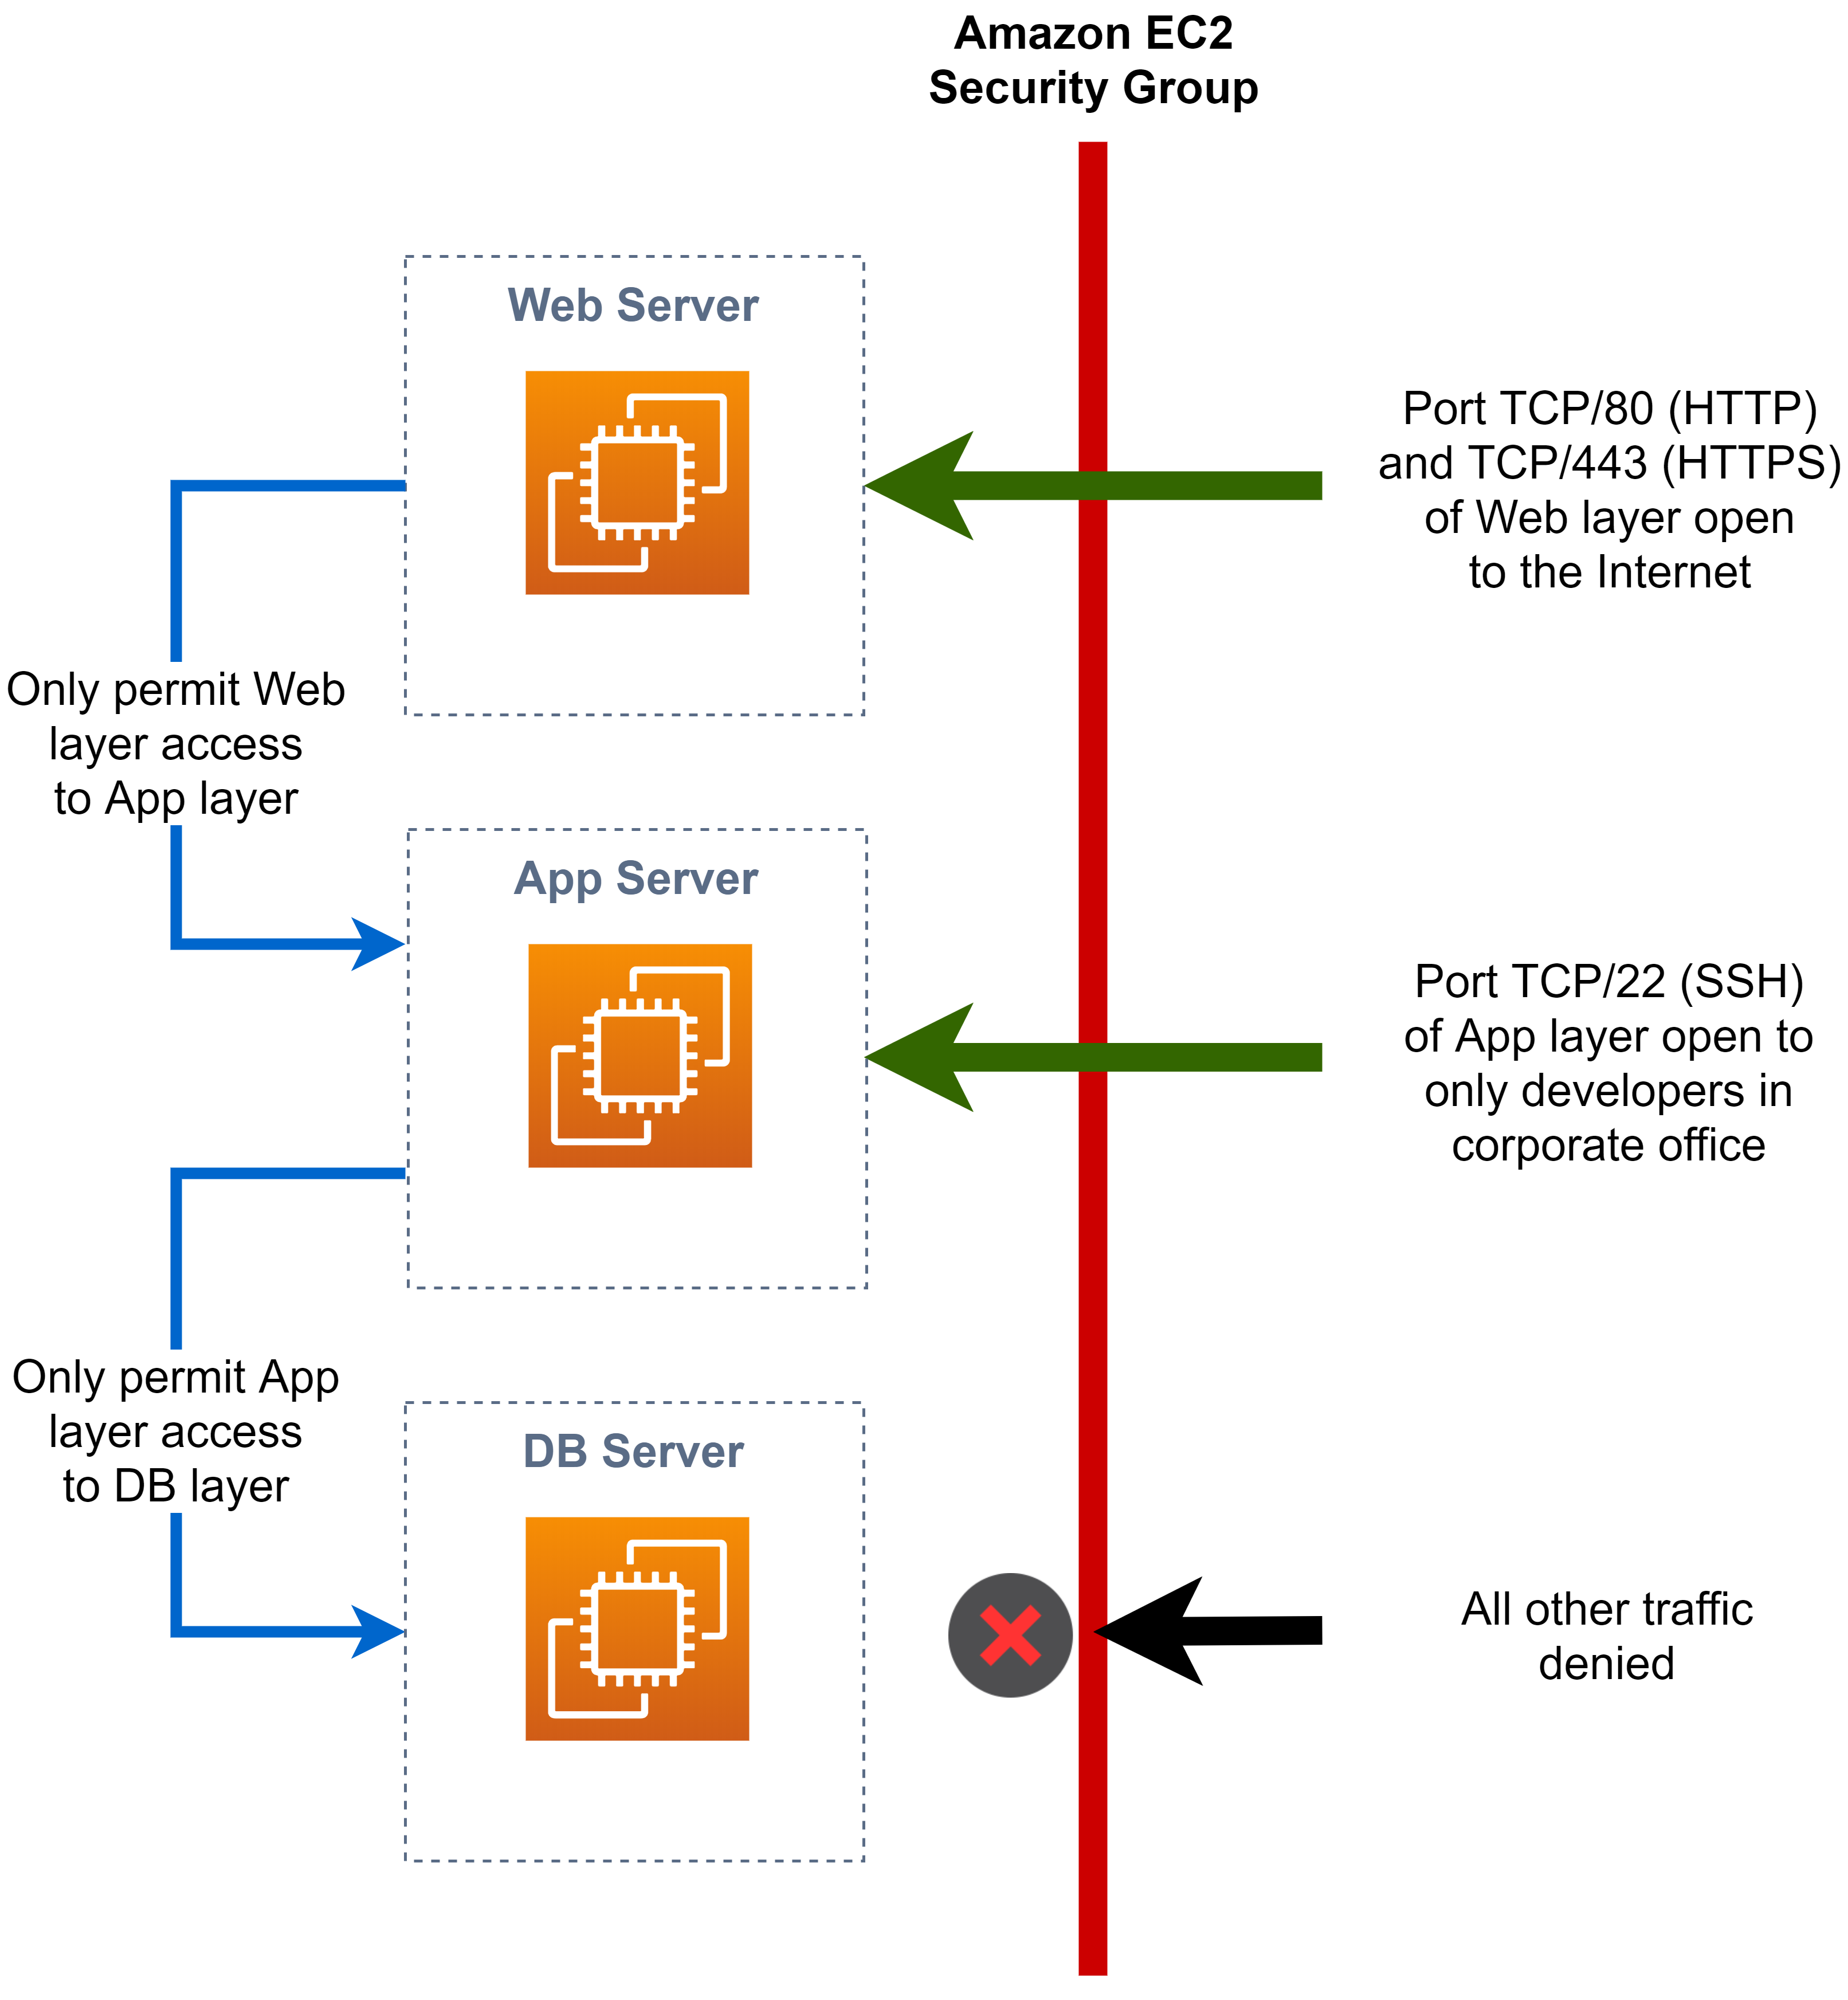 Amazon EC2
Security Group
Web Server
Port TCP/80 (HTTP)
and TCP/443 (HTTPS)
of Web layer open
to the Internet
Only permit Web
layer access
to App layer
App Server
Port TCP/22 (SSH)
of App layer open to
only developers in
corporate office
Only permit App
layer access
to DB layer
DB Server
All other traffic
denied